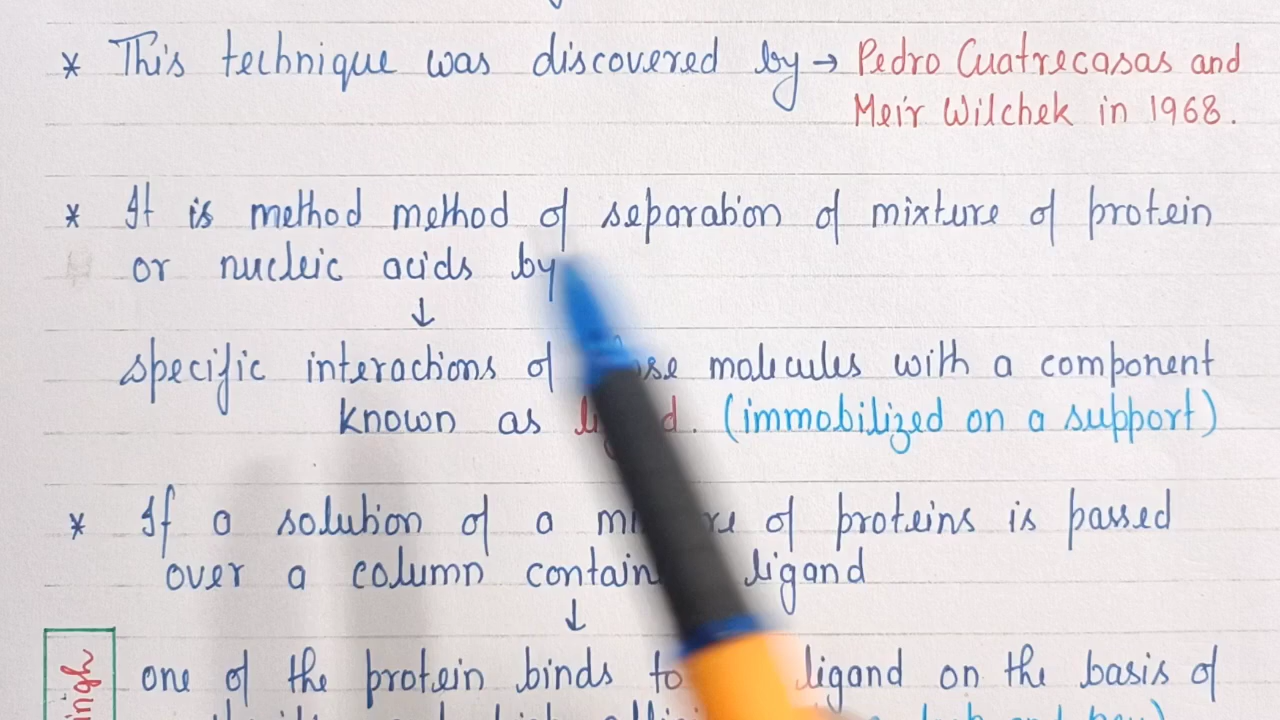 * This technique was discovered by → Pedro Cuatrecasas and
Meir Wilchek in 1968.
* It is method method of separation of mixture of protein
or nucleic acids by
↓
specific interactions of molecules with a component
known as (immobilized on a support)
* If a solution of a of proteins is passed
over a column ligand
↓
one of the protein binds to ligand on the basis of